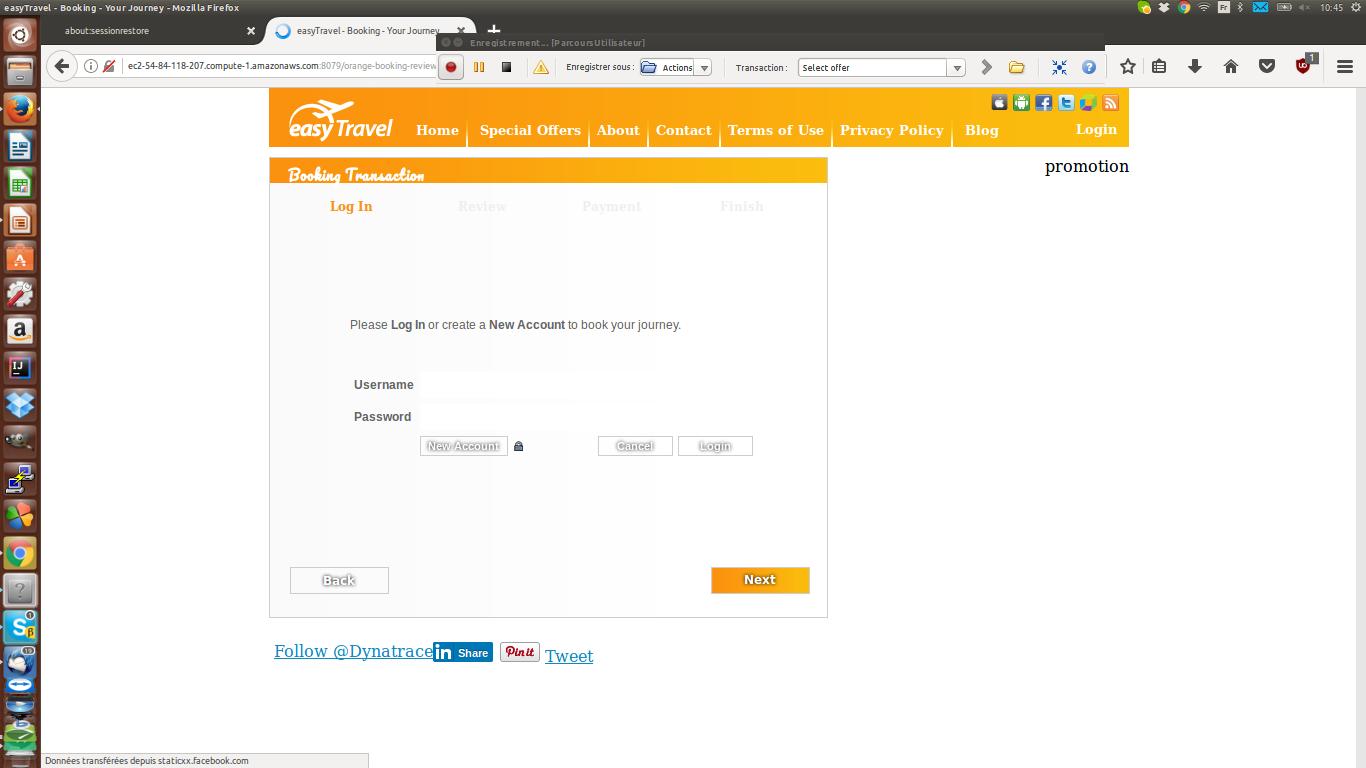 easyTravel - Booking - Your Journey - Mozilla Firefox
Fr
10:45
about:sessionrestore
easyTravel - Booking - Your Journey
Enregistrement... [ParcoursUtilisateur]
ec2-54-84-118-207.compute-1.amazonaws.com:8079/orange-booking-review
Enregistrer sous :
Actions
Transaction :
Select offer
1
easyTravel
Home
Special Offers
About
Contact
Terms of Use
Privacy Policy
Blog
Login
Booking Transaction
promotion
Log In
Review
Payment
Finish
Please Log In or create a New Account to book your journey.
Username
Password
New Account
Cancel
Login
Back
Next
Follow @Dynatrace
in Share
Pin it
Tweet
Données transférées depuis staticxx.facebook.com